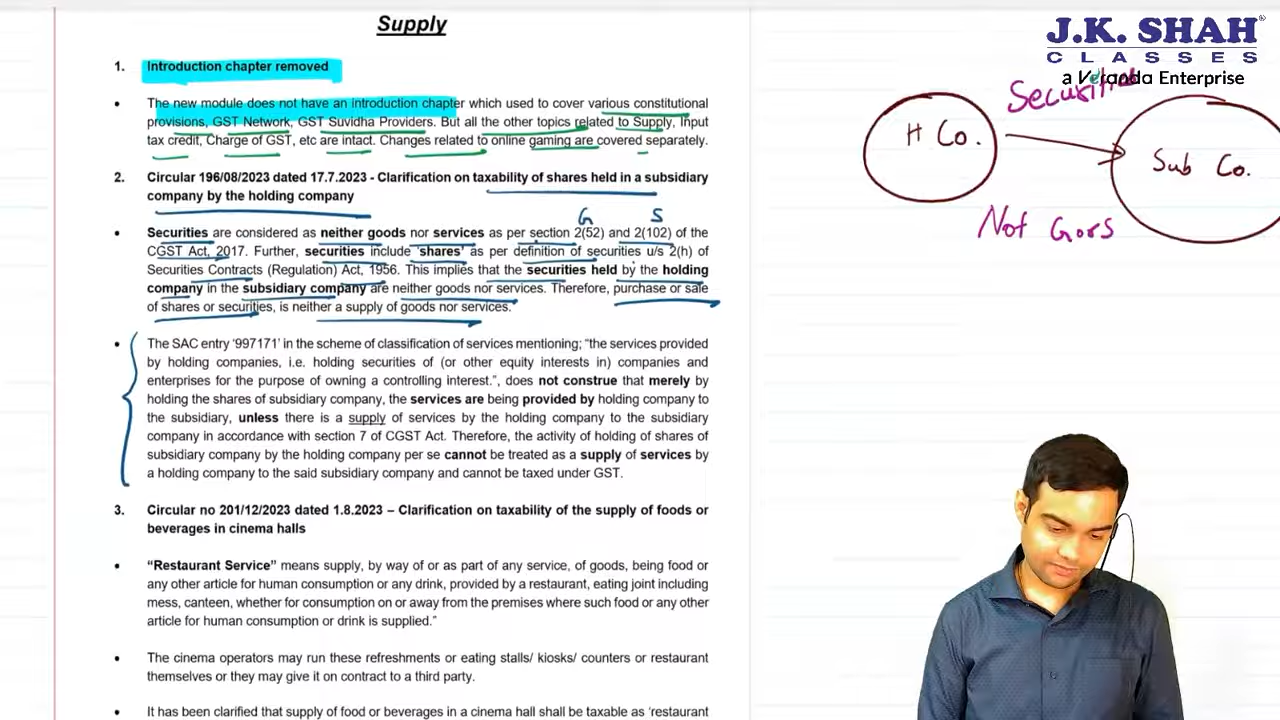 Supply
J.K. SHAH®
CLASSES
a Veranda Enterprise
1. Introduction chapter removed
• The new module does not have an introduction chapter which used to cover various constitutional
provisions, GST Network, GST Suvidha Providers. But all the other topics related to Supply, Input
tax credit, Charge of GST, etc are intact. Changes related to online gaming are covered separately.
2. Circular 196/08/2023 dated 17.7.2023 - Clarification on taxability of shares held in a subsidiary
company by the holding company
G S
• Securities are considered as neither goods nor services as per section 2(52) and 2(102) of the
CGST Act, 2017. Further, securities include 'shares' as per definition of securities u/s 2(h) of
Securities Contracts (Regulation) Act, 1956. This implies that the securities held by the holding
company in the subsidiary company are neither goods nor services. Therefore, purchase or sale
of shares or securities, is neither a supply of goods nor services.
• The SAC entry '997171' in the scheme of classification of services mentioning; "the services provided
by holding companies, i.e. holding securities of (or other equity interests in) companies and
enterprises for the purpose of owning a controlling interest.", does not construe that merely by
holding the shares of subsidiary company, the services are being provided by holding company to
the subsidiary, unless there is a supply of services by the holding company to the subsidiary
company in accordance with section 7 of CGST Act. Therefore, the activity of holding of shares of
subsidiary company by the holding company per se cannot be treated as a supply of services by
a holding company to the said subsidiary company and cannot be taxed under GST.
3. Circular no 201/12/2023 dated 1.8.2023 – Clarification on taxability of the supply of foods or
beverages in cinema halls
• "Restaurant Service" means supply, by way of or as part of any service, of goods, being food or
any other article for human consumption or any drink, provided by a restaurant, eating joint including
mess, canteen, whether for consumption on or away from the premises where such food or any other
article for human consumption or drink is supplied."
• The cinema operators may run these refreshments or eating stalls/ kiosks/ counters or restaurant
themselves or they may give it on contract to a third party.
• It has been clarified that supply of food or beverages in a cinema hall shall be taxable as 'restaurant
Securities
H Co.
Sub Co.
Not G or S